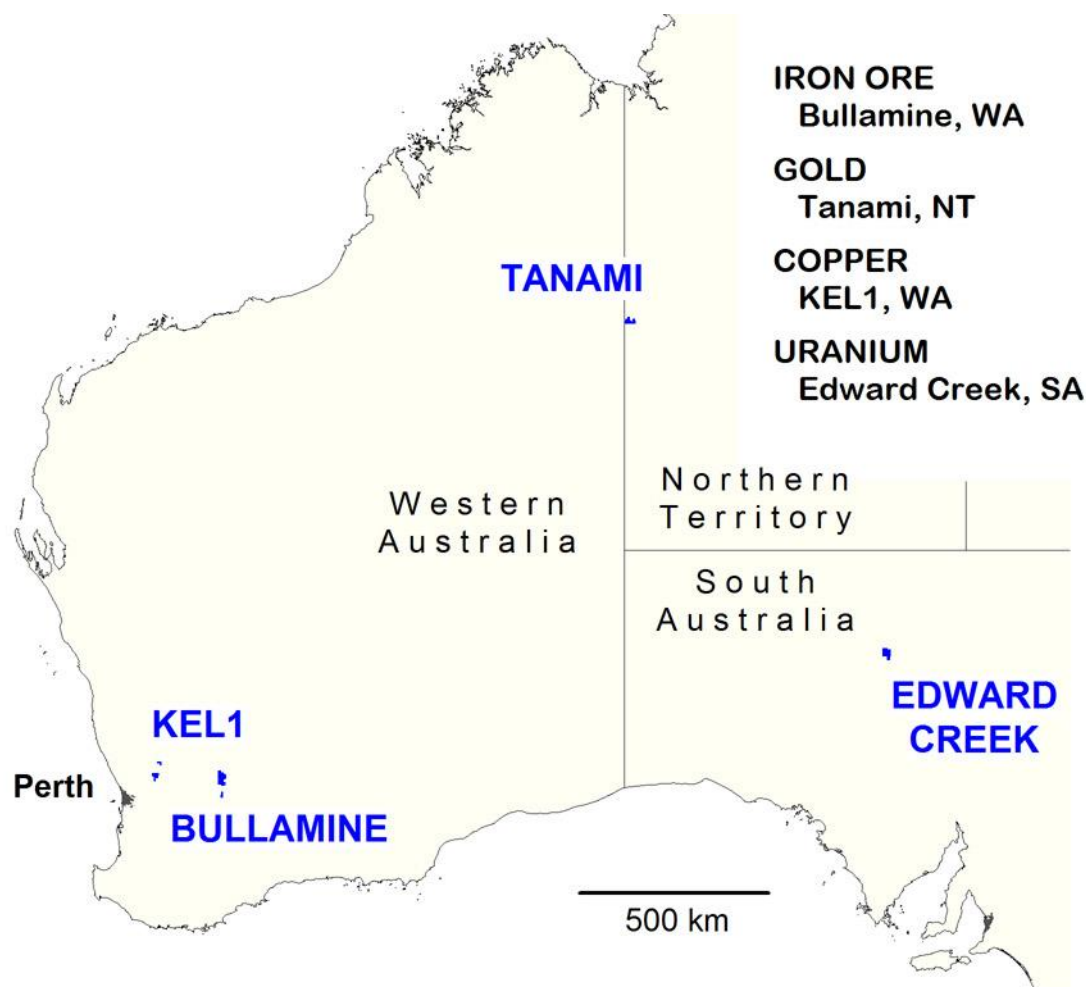 IRON ORE
Bullamine, WA
GOLD
Tanami, NT
COPPER
KEL1, WA
URANIUM
Edward Creek, SA
TANAMI
Western
Australia
Northern
Territory
South
Australia
EDWARD
CREEK
KEL1
Perth
BULLAMINE
500 km